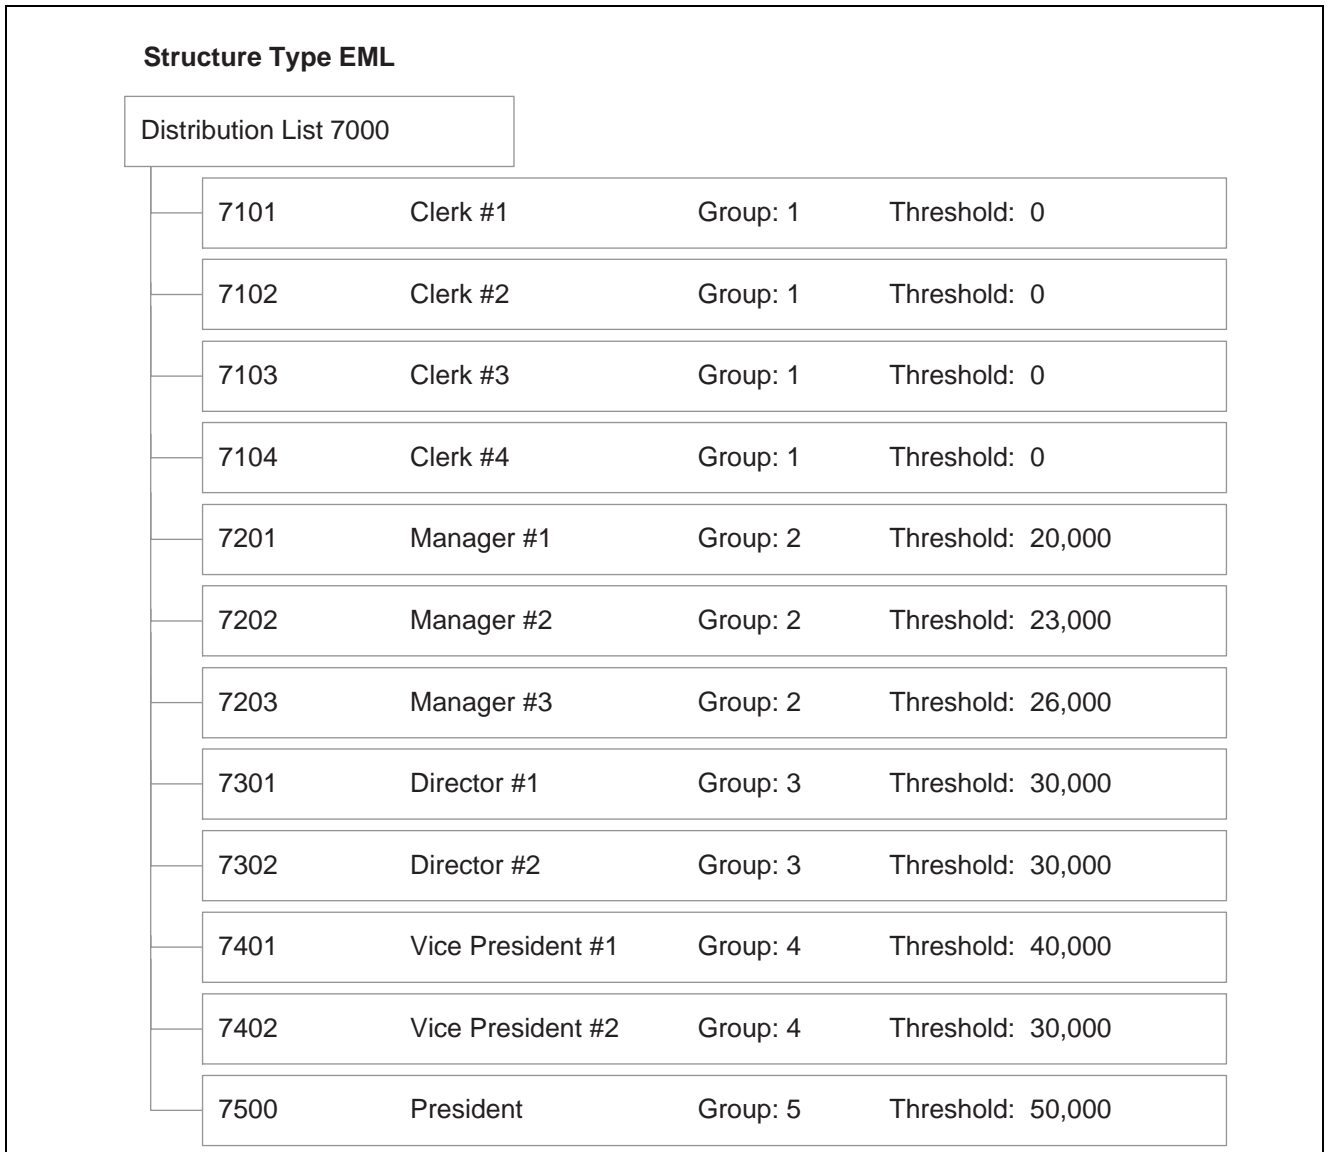 Structure Type EML
Distribution List 7000
7101 Clerk #1 Group: 1 Threshold: 0
7102 Clerk #2 Group: 1 Threshold: 0
7103 Clerk #3 Group: 1 Threshold: 0
7104 Clerk #4 Group: 1 Threshold: 0
7201 Manager #1 Group: 2 Threshold: 20,000
7202 Manager #2 Group: 2 Threshold: 23,000
7203 Manager #3 Group: 2 Threshold: 26,000
7301 Director #1 Group: 3 Threshold: 30,000
7302 Director #2 Group: 3 Threshold: 30,000
7401 Vice President #1 Group: 4 Threshold: 40,000
7402 Vice President #2 Group: 4 Threshold: 30,000
7500 President Group: 5 Threshold: 50,000